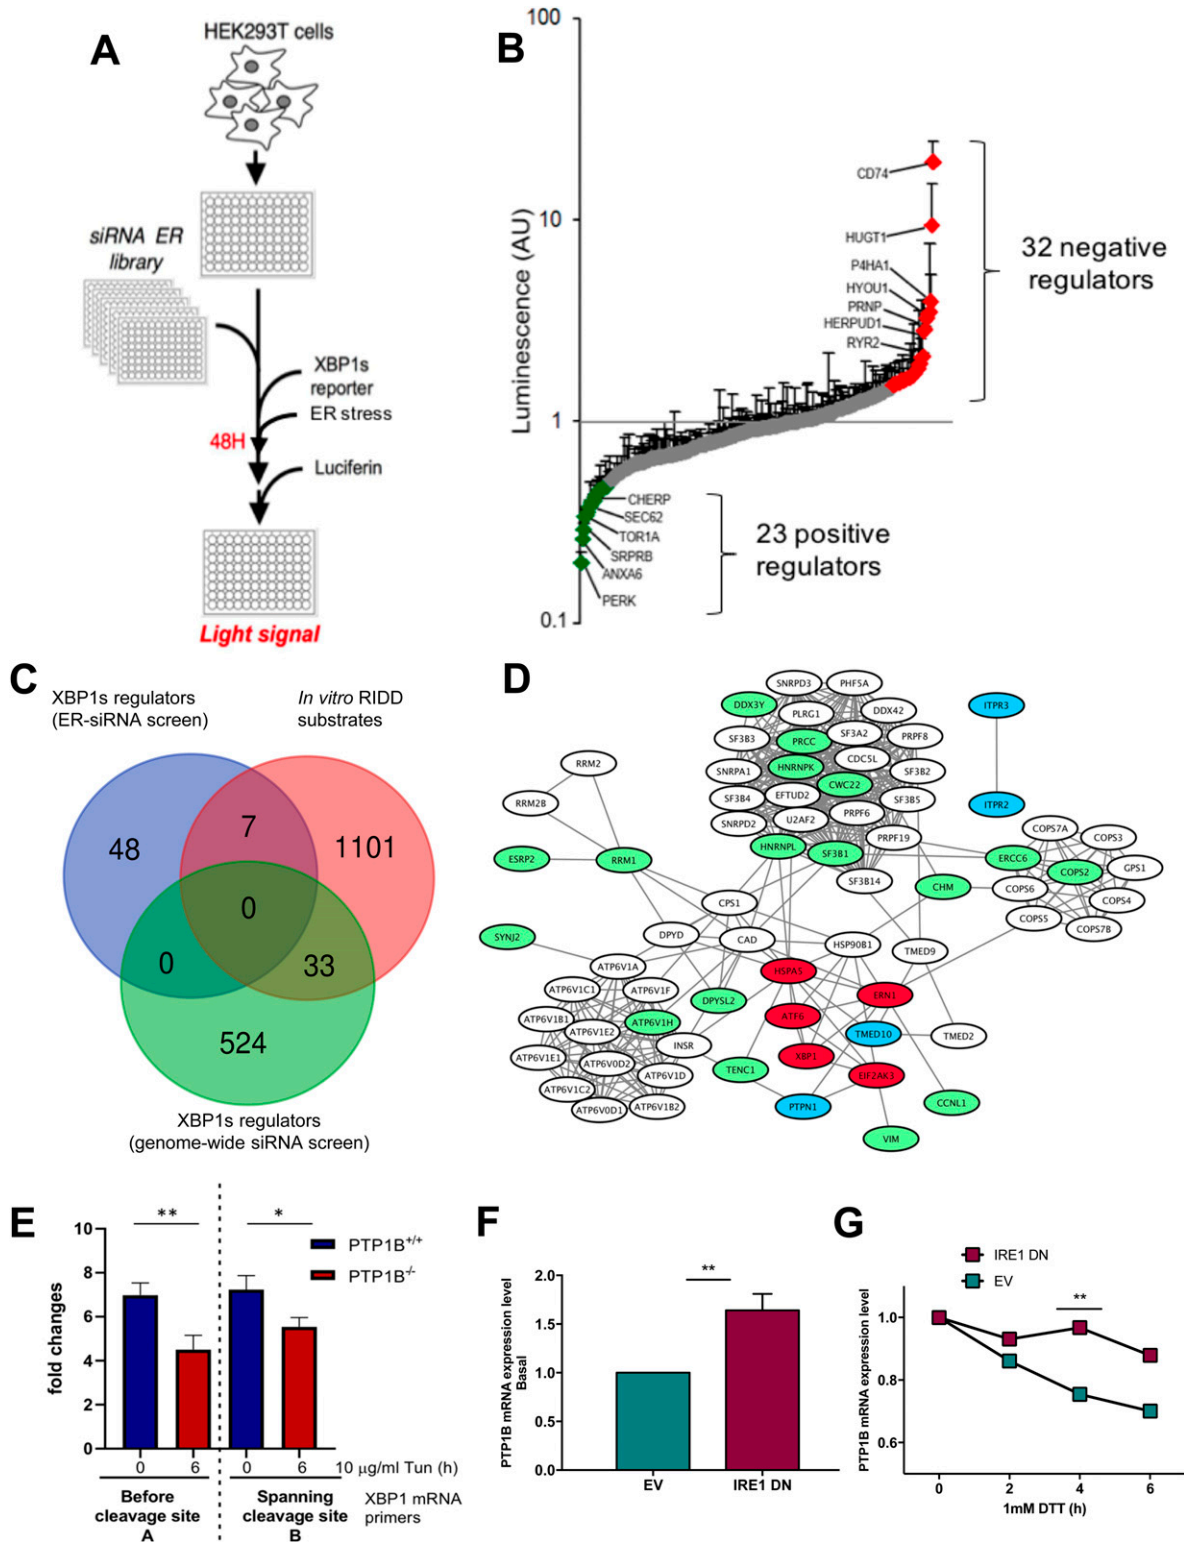 A
HEK293T cells
siRNA ER
library
XBP1s
reporter
ER stress
48H
Luciferin
Light signal
B
Luminescence (AU)
100
10
1
0.1
CD74
HUGT1
P4HA1
HYOU1
PRNP
HERPUD1
RYR2
32 negative
regulators
CHERP
SEC62
TOR1A
SRPRB
ANXA6
PERK
23 positive
regulators
C
XBP1s regulators
(ER-siRNA screen)
In vitro RIDD
substrates
48
7
1101
0
0
33
524
XBP1s regulators
(genome-wide siRNA screen)
D
SNRPD3
PHF5A
DDX3Y
PLRG1
DDX42
SF3B3
PRCC
SF3A2
PRPF8
CDC5L
SNRPA1
HNRNPK
SF3B2
CWC22
SF3B4
EFTUD2
SF3B5
SNRPD2
U2AF2
PRPF6
PRPF19
HNRNPL
SF3B1
SF3B14
ITPR3
ITPR2
RRM2
RRM2B
ESRP2
RRM1
COPS7A
COPS3
ERCC6
COPS2
GPS1
COPS6
COPS4
COPS5
COPS7B
CHM
CPS1
SYNJ2
DPYD
CAD
HSP90B1
TMED9
ATP6V1A
HSPA5
ATP6V1C1
ATP6V1F
DPYSL2
ERN1
ATP6V1B1
ATP6V1H
ATF6
ATP6V1E2
TMED10
TMED2
INSR
ATP6V1E1
XBP1
ATP6V0D2
ATP6V1D
TENC1
EIF2AK3
ATP6V1C2
ATP6V0D1
ATP6V1B2
PTPN1
CCNL1
VIM
E
fold changes
10
8
6
4
2
0
**
*
PTP1B+/+
PTP1B-/-
0
6
0
6
10 µg/ml Tun (h)
Before
cleavage site
A
Spanning
cleavage site
B
XBP1 mRNA
primers
F
PTP1B mRNA expression level
Basal
2.0
1.5
1.0
0.5
0.0
**
EV
IRE1 DN
G
IRE1 DN
EV
**
PTP1B mRNA expression level
1.0
0.8
0.6
0
2
4
6
1mM DTT (h)